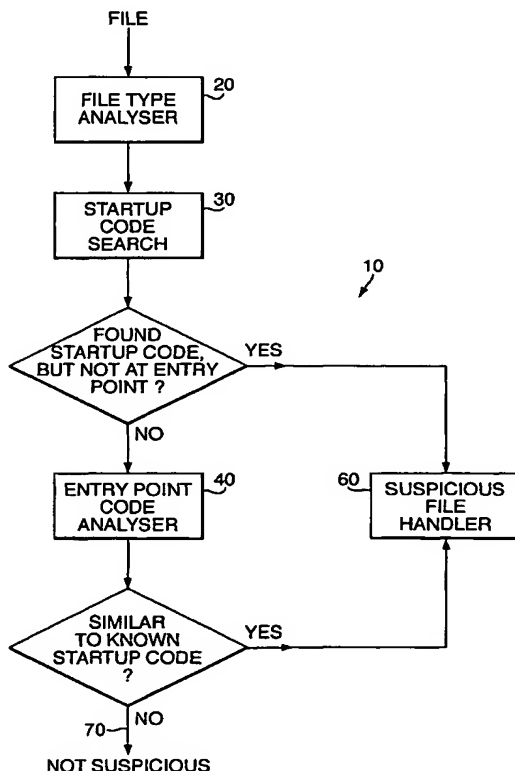 FILE
FILE TYPE
ANALYSER
20
STARTUP
CODE
SEARCH
30
10
FOUND
STARTUP CODE,
BUT NOT AT ENTRY
POINT ?
YES
NO
ENTRY POINT
CODE
ANALYSER
40
60
SUSPICIOUS
FILE
HANDLER
SIMILAR
TO KNOWN
STARTUP CODE
?
YES
70
NO
NOT SUSPICIOUS